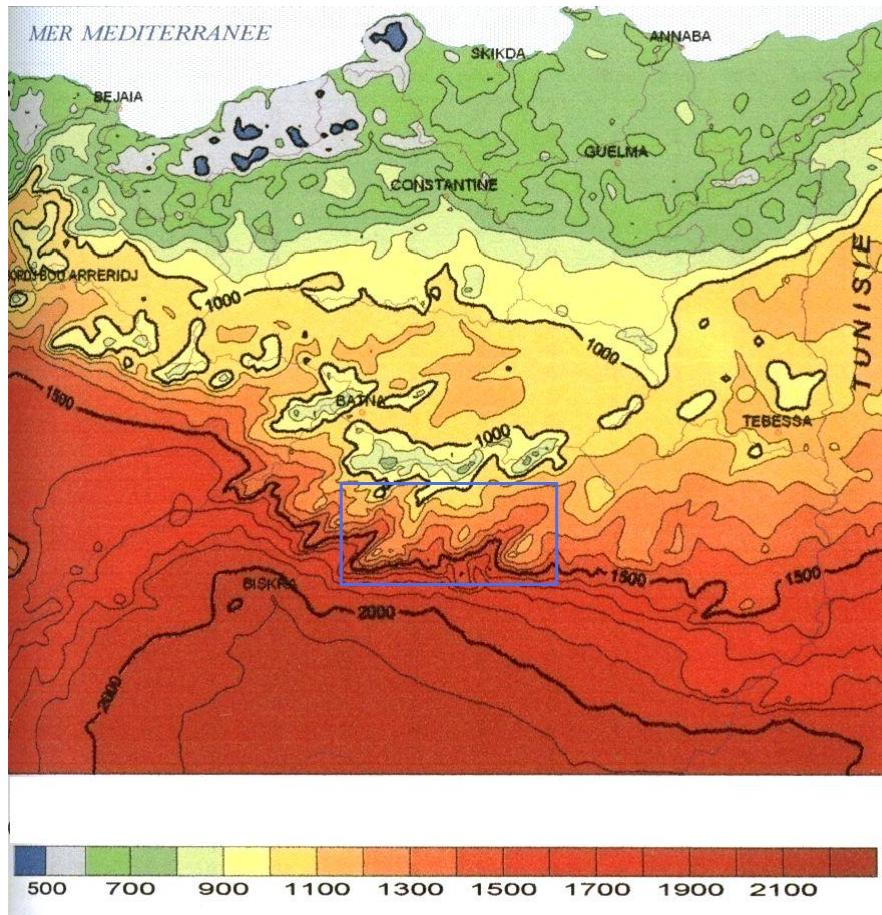 MER MEDITERRANEE
SKIKDA
ANNABA
BEJAIA
GUELMA
CONSTANTINE
TUNISIE
BOU ARRERIDJ
1000
1000
1500
BATNA
TEBESSA
1000
1500
1500
BISKRA
2000
2000
500 700 900 1100 1300 1500 1700 1900 2100